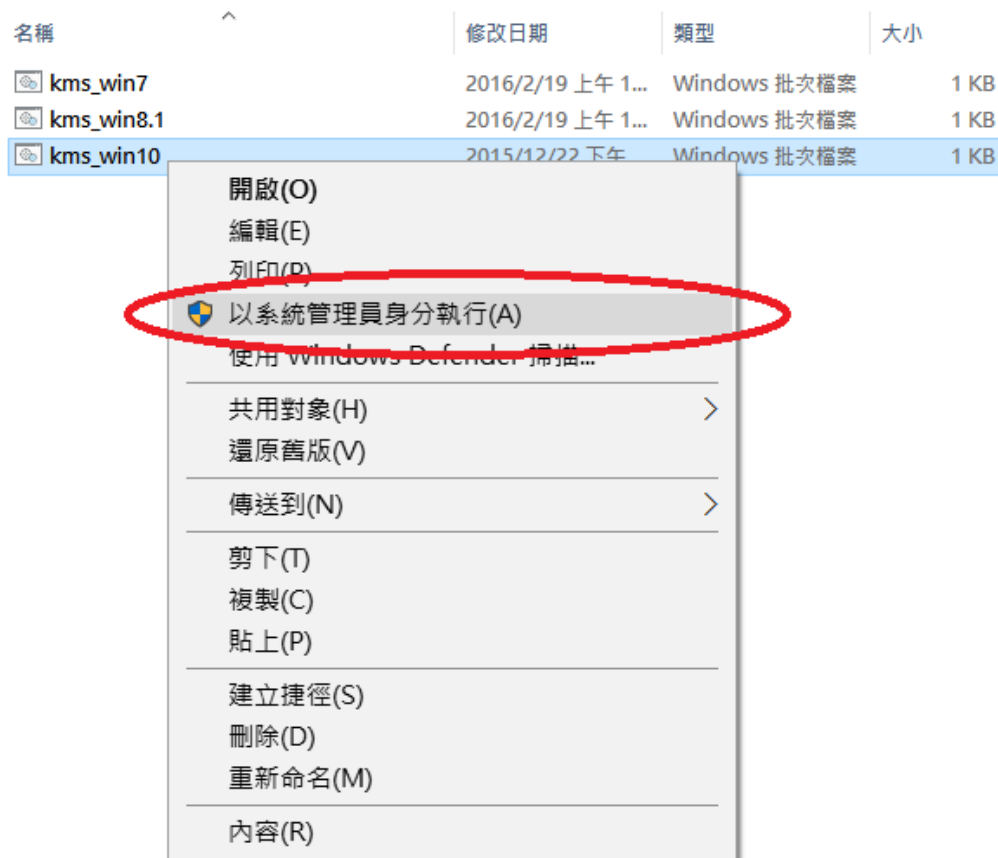 名稱 修改日期 類型 大小
kms_win7 2016/2/19 上午 1... Windows 批次檔案 1 KB
kms_win8.1 2016/2/19 上午 1... Windows 批次檔案 1 KB
kms_win10 2015/12/22 下午 Windows 批次檔案 1 KB
開啟(O)
編輯(E)
列印(P)
以系統管理員身分執行(A)
使用 Windows Defender 掃描...
共用對象(H)
還原舊版(V)
傳送到(N)
剪下(T)
複製(C)
貼上(P)
建立捷徑(S)
刪除(D)
重新命名(M)
內容(R)